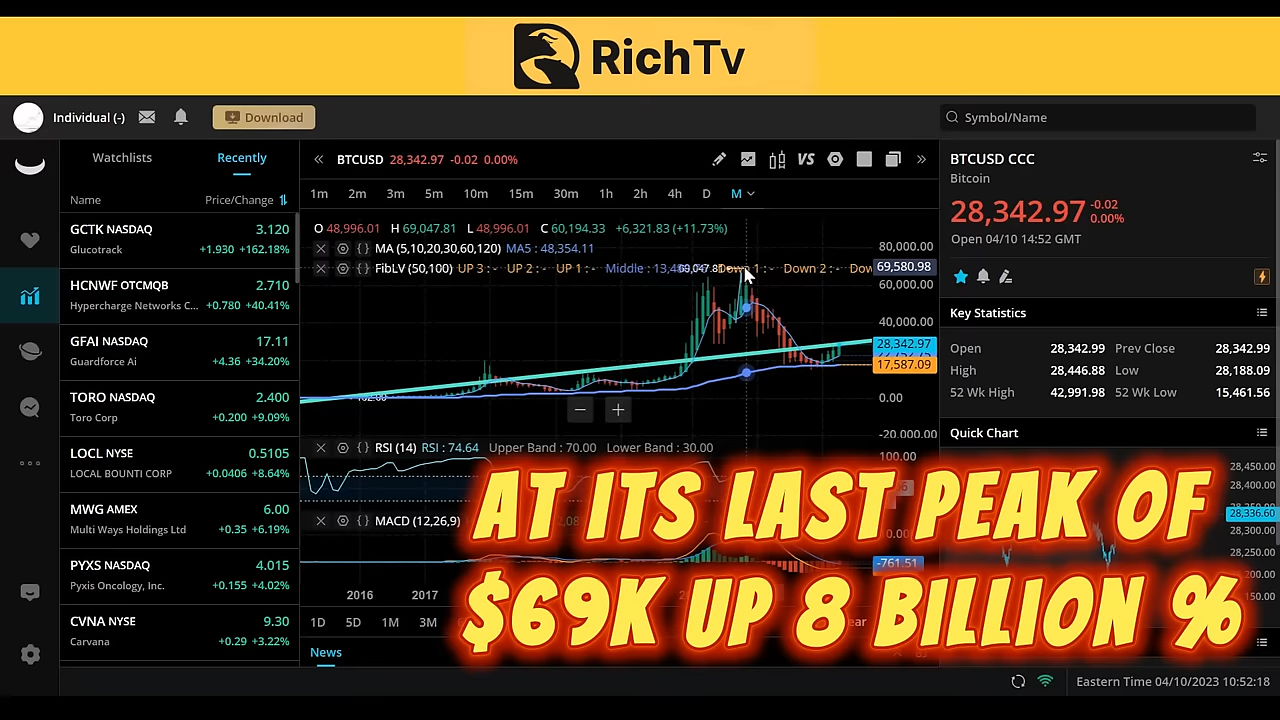 RichTv
Individual (-)
Download
Symbol/Name
Watchlists Recently
Name Price/Change
GCTK NASDAQ 3.120
Glucotrack +1.930 +162.18%
HCNWF OTCMQB 2.710
Hypercharge Networks C... +0.780 +40.41%
GFAI NASDAQ 17.11
Guardforce Ai +4.36 +34.20%
TORO NASDAQ 2.400
Toro Corp +0.200 +9.09%
LOCL NYSE 0.5105
LOCAL BOUNTI CORP +0.0406 +8.64%
MWG AMEX 6.00
Multi Ways Holdings Ltd +0.35 +6.19%
PYXS NASDAQ 4.015
Pyxis Oncology, Inc. +0.155 +4.02%
CVNA NYSE 9.30
Carvana +0.29 +3.22%
BTCUSD 28,342.97 -0.02 0.00%
VS
1m 2m 3m 5m 10m 15m 30m 1h 2h 4h D M
O 48,996.01 H 69,047.81 L 48,996.01 C 60,194.33 +6,321.83 (+11.73%)
MA (5,10,20,30,60,120) MA5 : 48,354.11
FibLV (50,100) UP 3 : - UP 2 : - UP 1 : - Middle : Down 2 : - Dow
80,000.00
69,580.98
60,000.00
40,000.00
28,342.97
17,587.09
0.00
-20,000.00
RSI (14) RSI : 74.64 Upper Band : 70.00 Lower Band : 30.00
100.00
MACD (12,26,9)
-761.51
2016 2017
1D 5D 1M 3M
News
AT ITS LAST PEAK OF
$69K UP 8 BILLION %
BTCUSD CCC
Bitcoin
28,342.97 -0.02
0.00%
Open 04/10 14:52 GMT
Key Statistics
Open 28,342.99 Prev Close 28,342.99
High 28,446.88 Low 28,188.09
52 Wk High 42,991.98 52 Wk Low 15,461.56
Quick Chart
28,450.00
28,400.00
28,336.60
28,300.00
28,250.00
Eastern Time 04/10/2023 10:52:18